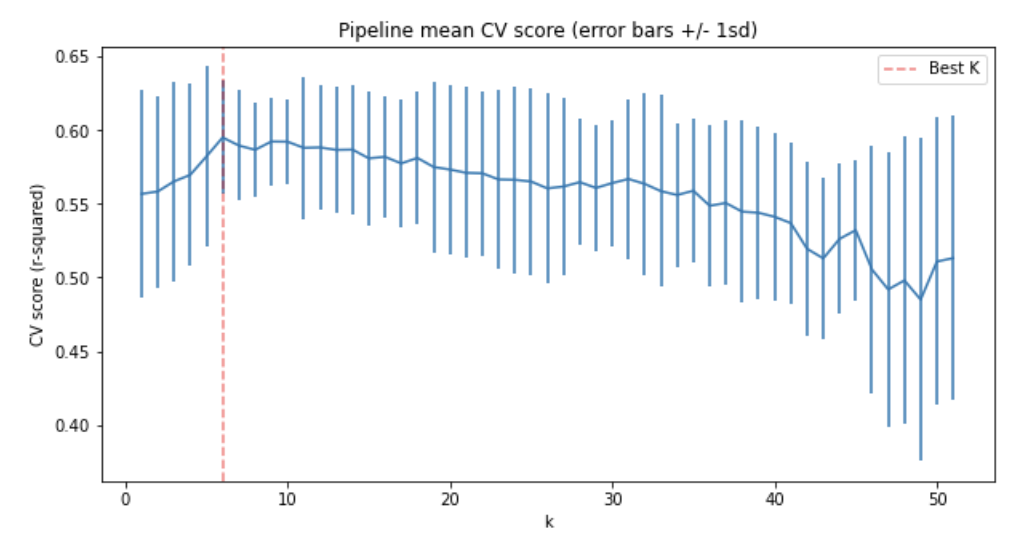 Pipeline mean CV score (error bars +/- 1sd)
Best K
CV score (r-squared)
0.65
0.60
0.55
0.50
0.45
0.40
0 10 20 30 40 50
k